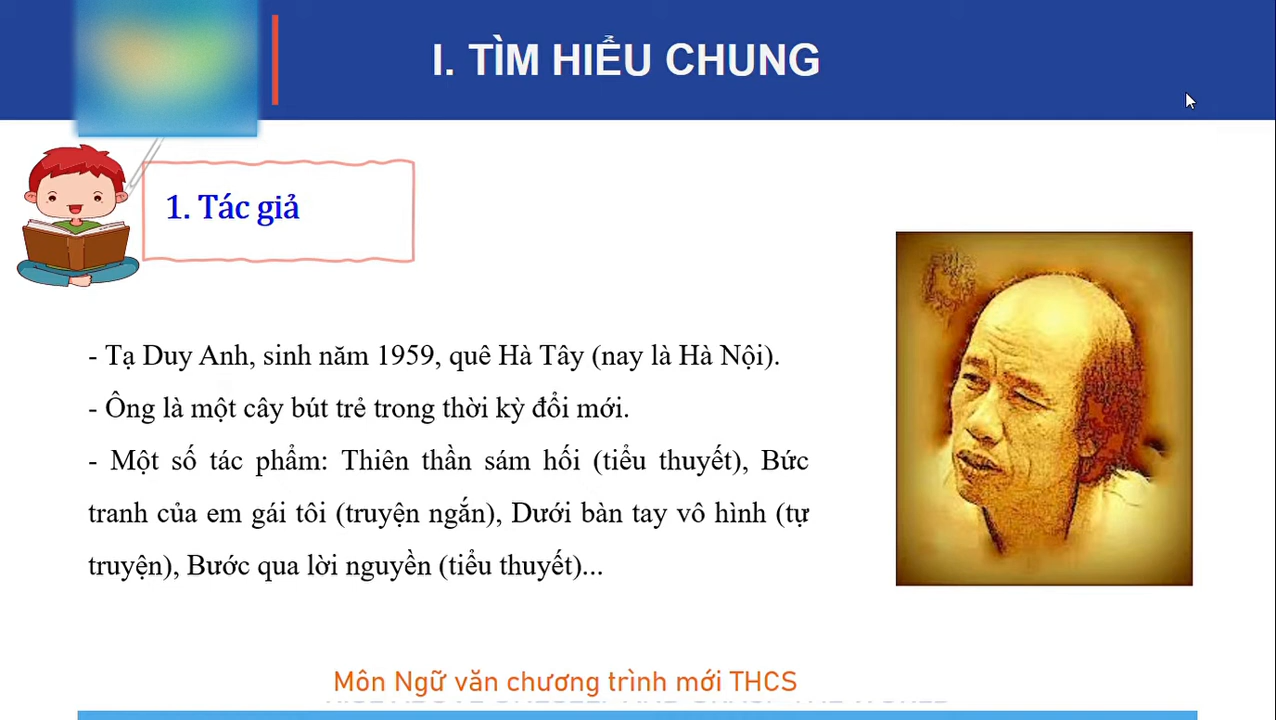 I. TÌM HIỂU CHUNG
1. Tác giả
- Tạ Duy Anh, sinh năm 1959, quê Hà Tây (nay là Hà Nội).
- Ông là một cây bút trẻ trong thời kỳ đổi mới.
- Một số tác phẩm: Thiên thần sám hối (tiểu thuyết), Bức
tranh của em gái tôi (truyện ngắn), Dưới bàn tay vô hình (tự
truyện), Bước qua lời nguyền (tiểu thuyết)...
Môn Ngữ văn chương trình mới THCS